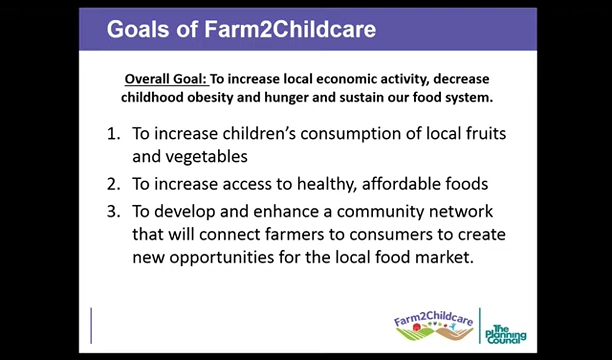 Goals of Farm2Childcare
Overall Goal: To increase local economic activity, decrease
childhood obesity and hunger and sustain our food system.
1. To increase children's consumption of local fruits
and vegetables
2. To increase access to healthy, affordable foods
3. To develop and enhance a community network
that will connect farmers to consumers to create
new opportunities for the local food market.
Farm2Childcare
The
Planning
Council